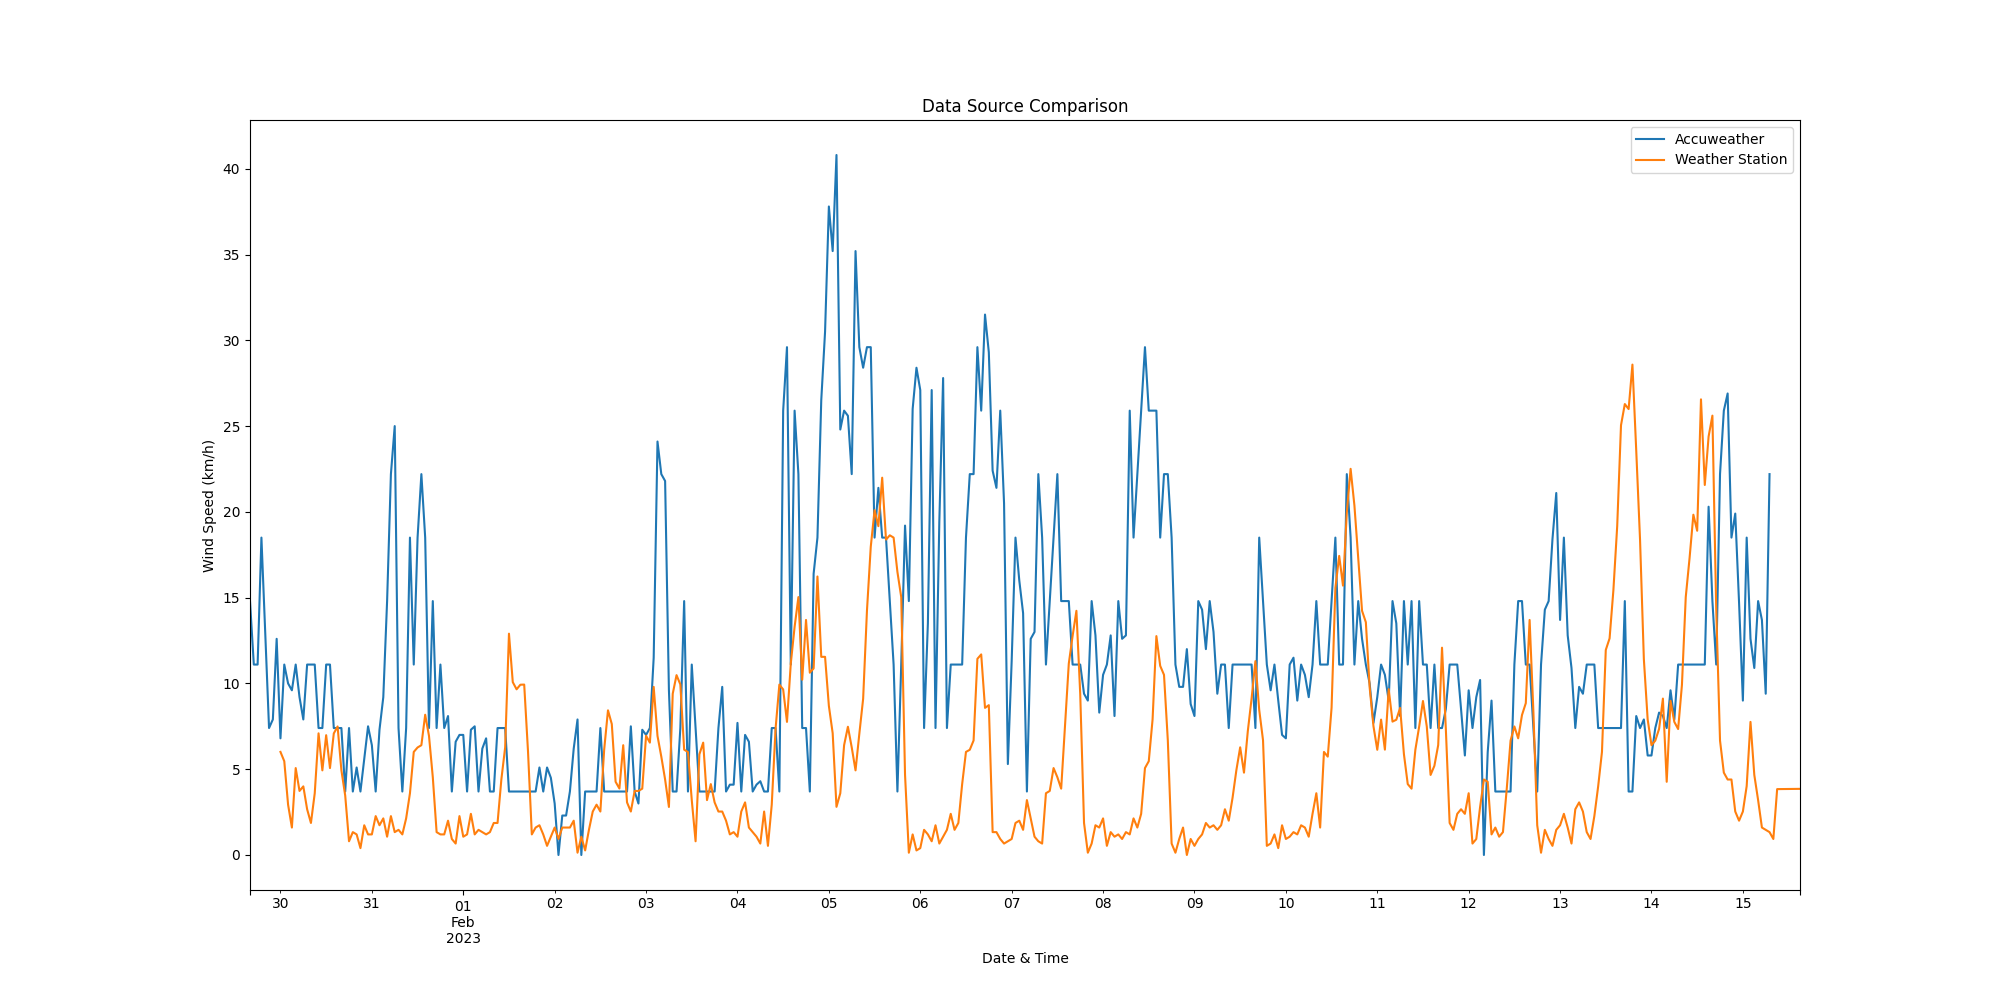 Data Source Comparison
Accuweather
Weather Station
40
35
30
25
20
15
10
5
0
Wind Speed (km/h)
30 31 01 02 03 04 05 06 07 08 09 10 11 12 13 14 15
Feb
2023
Date & Time